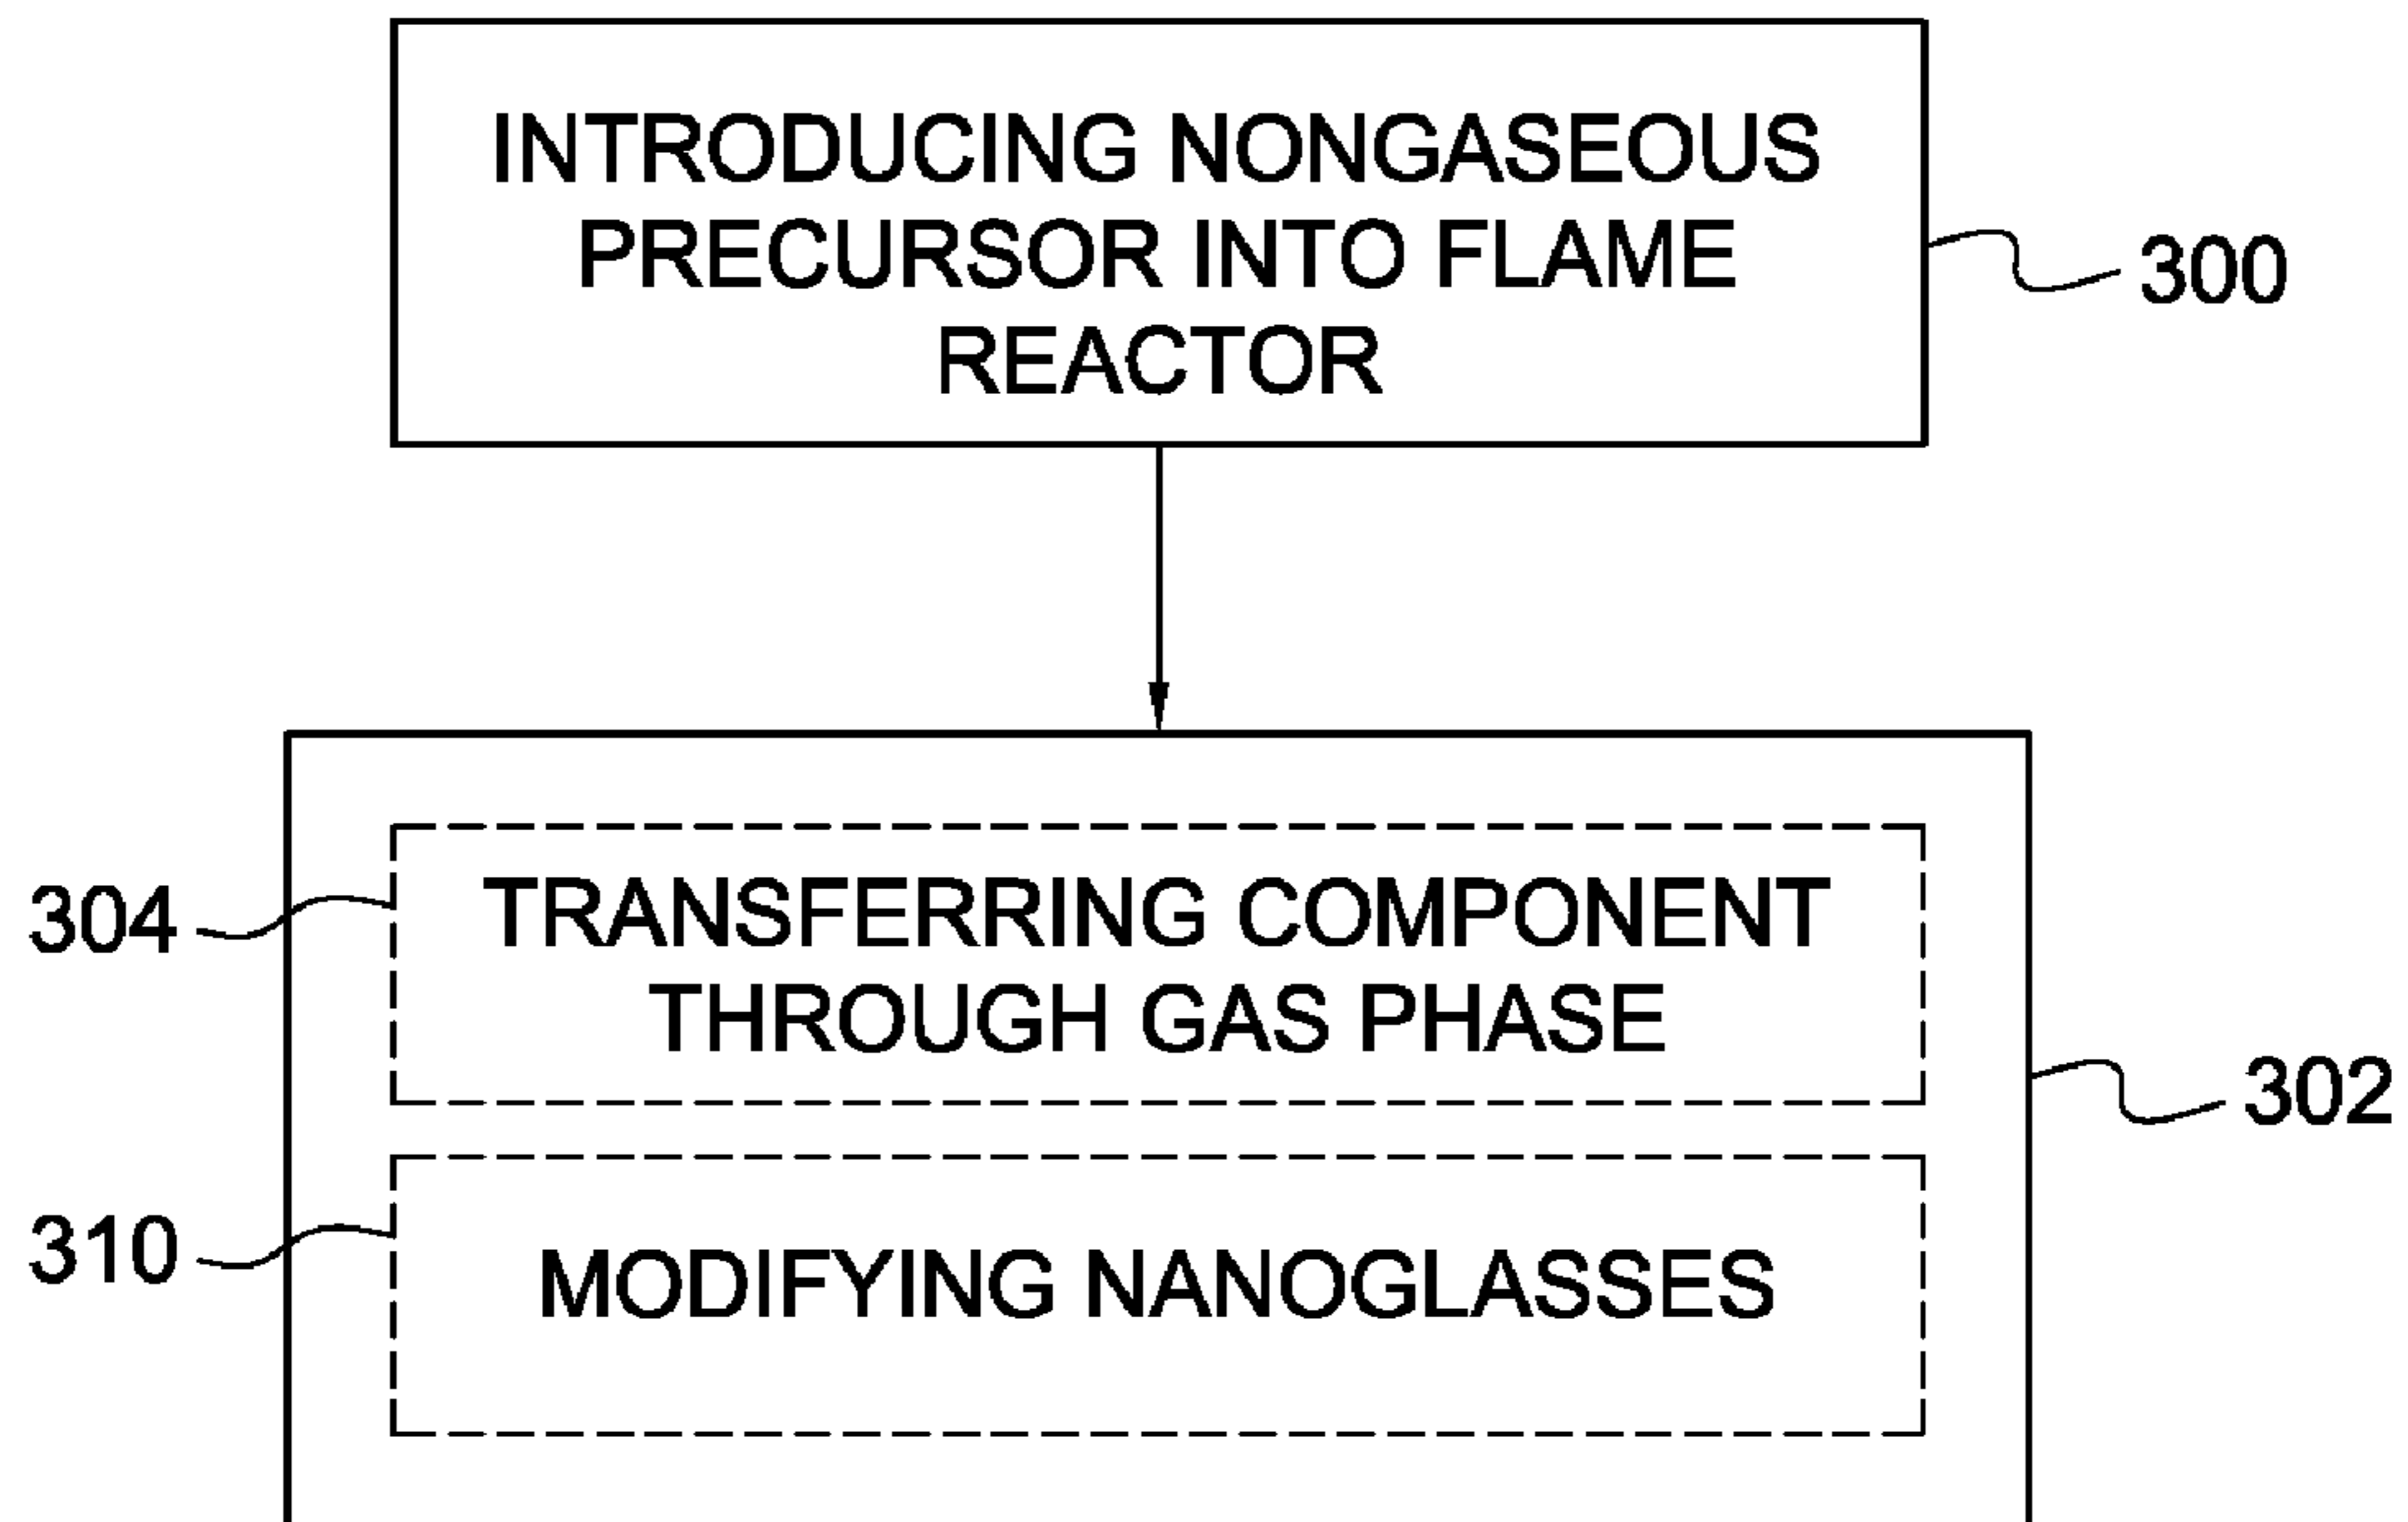 INTRODUCING NONGASEOUS
PRECURSOR INTO FLAME
REACTOR
300
304
TRANSFERRING COMPONENT
THROUGH GAS PHASE
302
310
MODIFYING NANOGLASSES